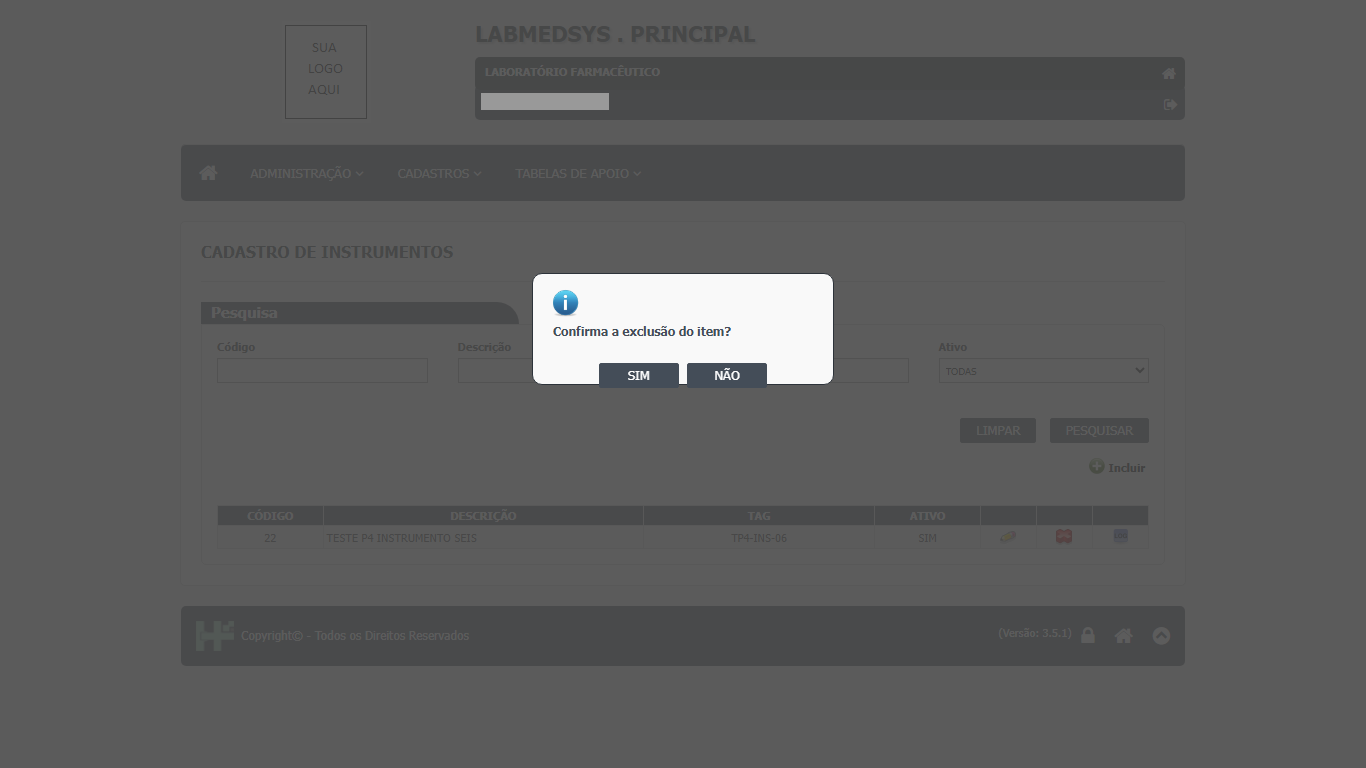 SUA
LOGO
AQUI
LABMEDSYS . PRINCIPAL
LABORATÓRIO FARMACÊUTICO
ADMINISTRAÇÃO CADASTROS TABELAS DE APOIO
CADASTRO DE INSTRUMENTOS
Pesquisa
Confirma a exclusão do item?
SIM NÃO
Código Descrição Ativo
TODAS
LIMPAR PESQUISAR
Incluir
CÓDIGO DESCRIÇÃO TAG ATIVO
22 TESTE P4 INSTRUMENTO SEIS TP4-INS-06 SIM
Copyright© - Todos os Direitos Reservados (Versão: 3.5.1)